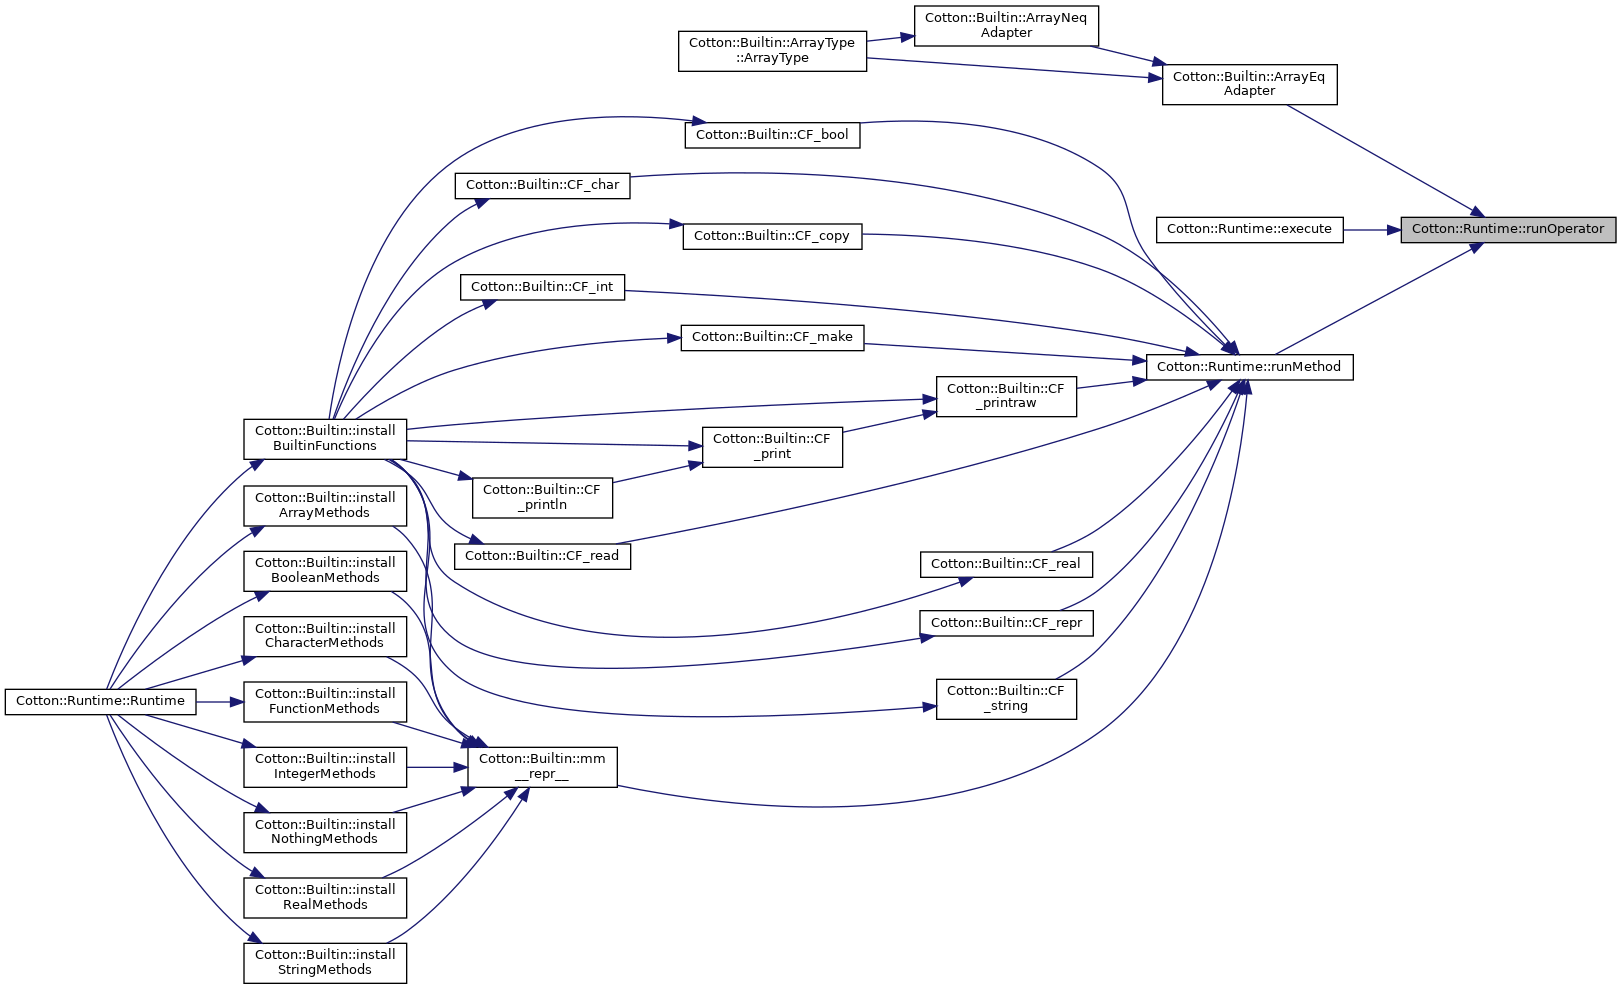 Cotton::Builtin::ArrayNeq
Adapter
Cotton::Builtin::ArrayType
::ArrayType
Cotton::Builtin::ArrayEq
Adapter
Cotton::Builtin::CF_bool
Cotton::Builtin::CF_char
Cotton::Runtime::execute
Cotton::Runtime::runOperator
Cotton::Builtin::CF_copy
Cotton::Builtin::CF_int
Cotton::Builtin::CF_make
Cotton::Runtime::runMethod
Cotton::Builtin::CF
_printraw
Cotton::Builtin::install
BuiltinFunctions
Cotton::Builtin::CF
_print
Cotton::Builtin::CF
_println
Cotton::Builtin::install
ArrayMethods
Cotton::Builtin::CF_read
Cotton::Builtin::CF_real
Cotton::Builtin::install
BooleanMethods
Cotton::Builtin::CF_repr
Cotton::Builtin::install
CharacterMethods
Cotton::Builtin::CF
_string
Cotton::Runtime::Runtime
Cotton::Builtin::install
FunctionMethods
Cotton::Builtin::mm
__repr__
Cotton::Builtin::install
IntegerMethods
Cotton::Builtin::install
NothingMethods
Cotton::Builtin::install
RealMethods
Cotton::Builtin::install
StringMethods